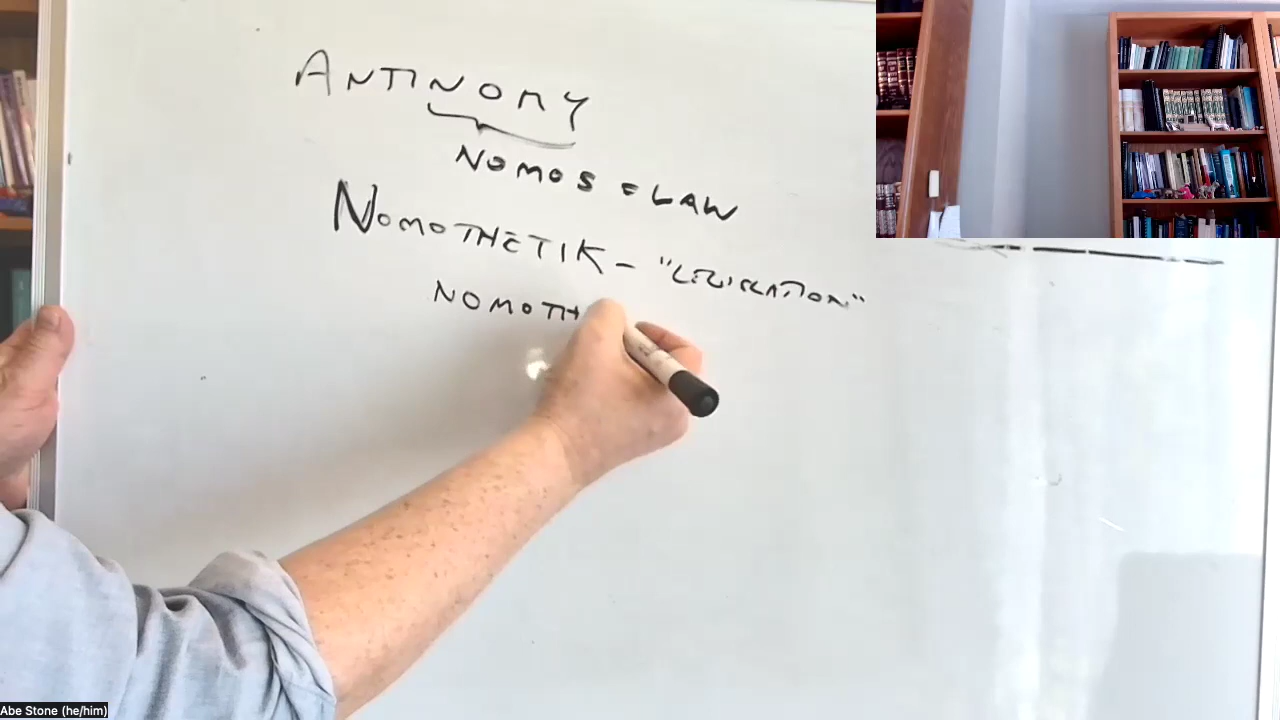 ANTINOMY
NOMOS = LAW
NOMOTHETIK - "LEGISLATION"
NOMOTH
Abe Stone (he/him)